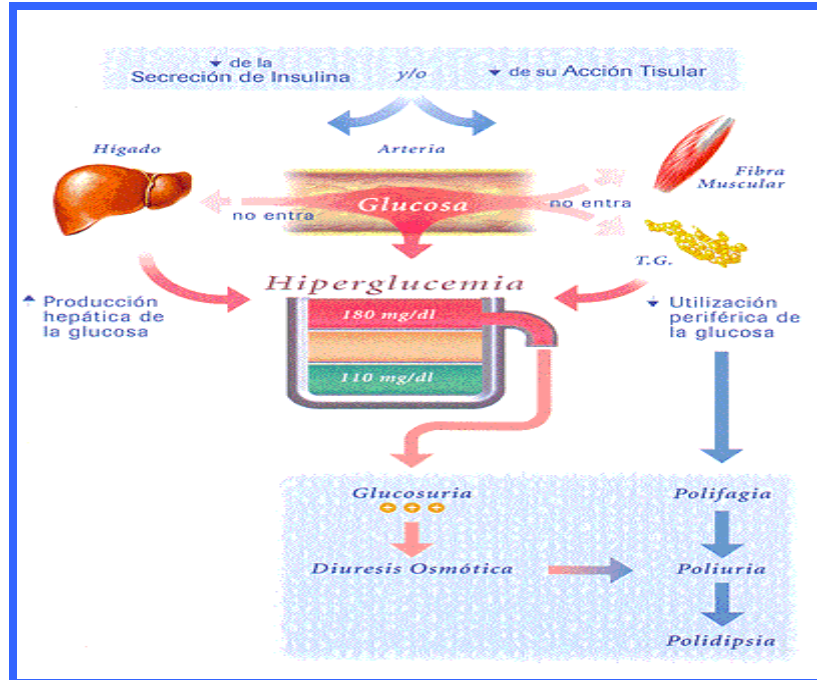 de la
Secreción de Insulina
y/o
de su Acción Tisular
Hígado
Arteria
Fibra
Muscular
no entra
Glucosa
no entra
T.G.
Hiperglucemia
Producción
hepática de
la glucosa
180 mg/dl
110 mg/dl
Utilización
periférica de
la glucosa
Glucosuria
+ + +
Polifagia
Diuresis Osmótica
Poliuria
Polidipsia